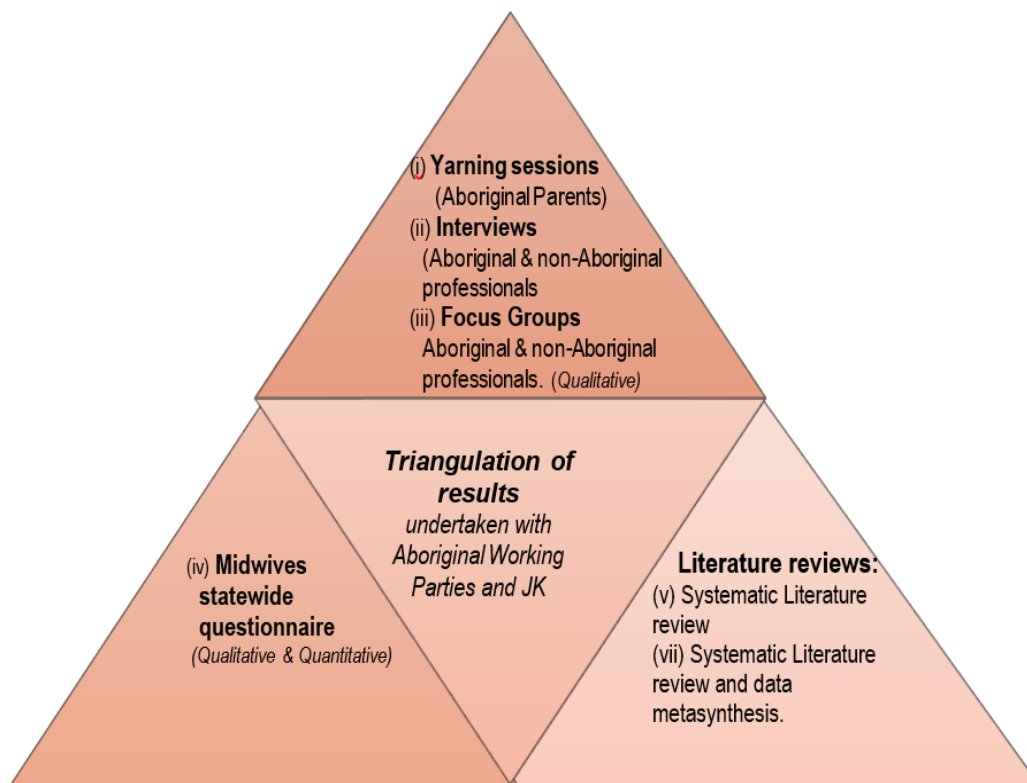 (i) Yarning sessions
(Aboriginal Parents)
(ii) Interviews
(Aboriginal & non-Aboriginal
professionals
(iii) Focus Groups
Aboriginal & non-Aboriginal
professionals. (Qualitative)
Triangulation of
results
undertaken with
Aboriginal Working
Parties and JK
(iv) Midwives
statewide
questionnaire
(Qualitative & Quantitative)
Literature reviews:
(v) Systematic Literature
review
(vii) Systematic Literature
review and data
metasynthesis.